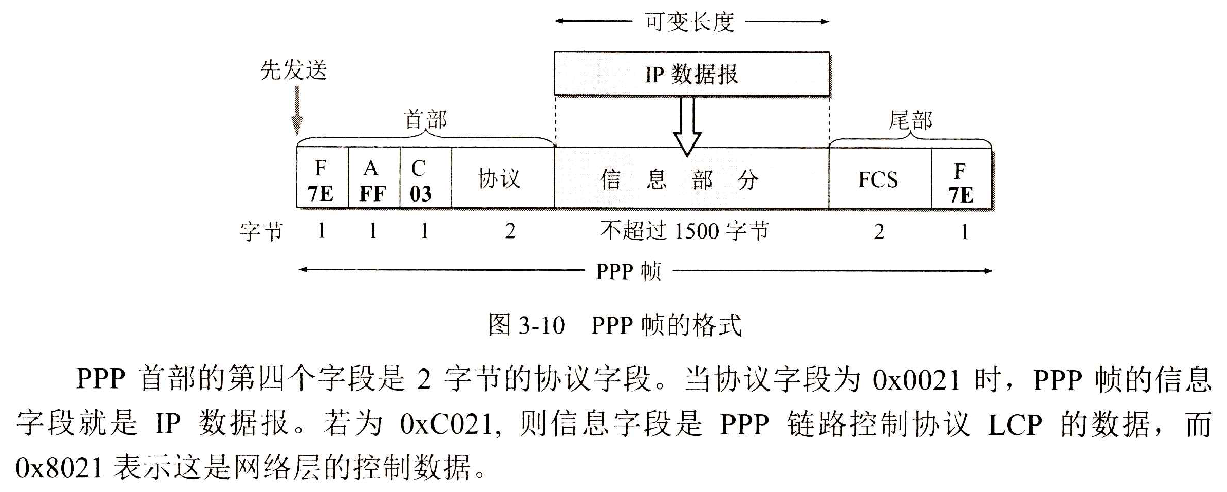 可变长度
IP 数据报
先发送
首部
尾部
F A C F
7E FF 03 协议 信 息 部 分 FCS 7E
字节 1 1 1 2 不超过 1500 字节 2 1
PPP 帧
图 3-10 PPP 帧的格式
PPP 首部的第四个字段是 2 字节的协议字段。当协议字段为 0x0021 时，PPP 帧的信息
字段就是 IP 数据报。若为 0xC021, 则信息字段是 PPP 链路控制协议 LCP 的数据，而
0x8021 表示这是网络层的控制数据。